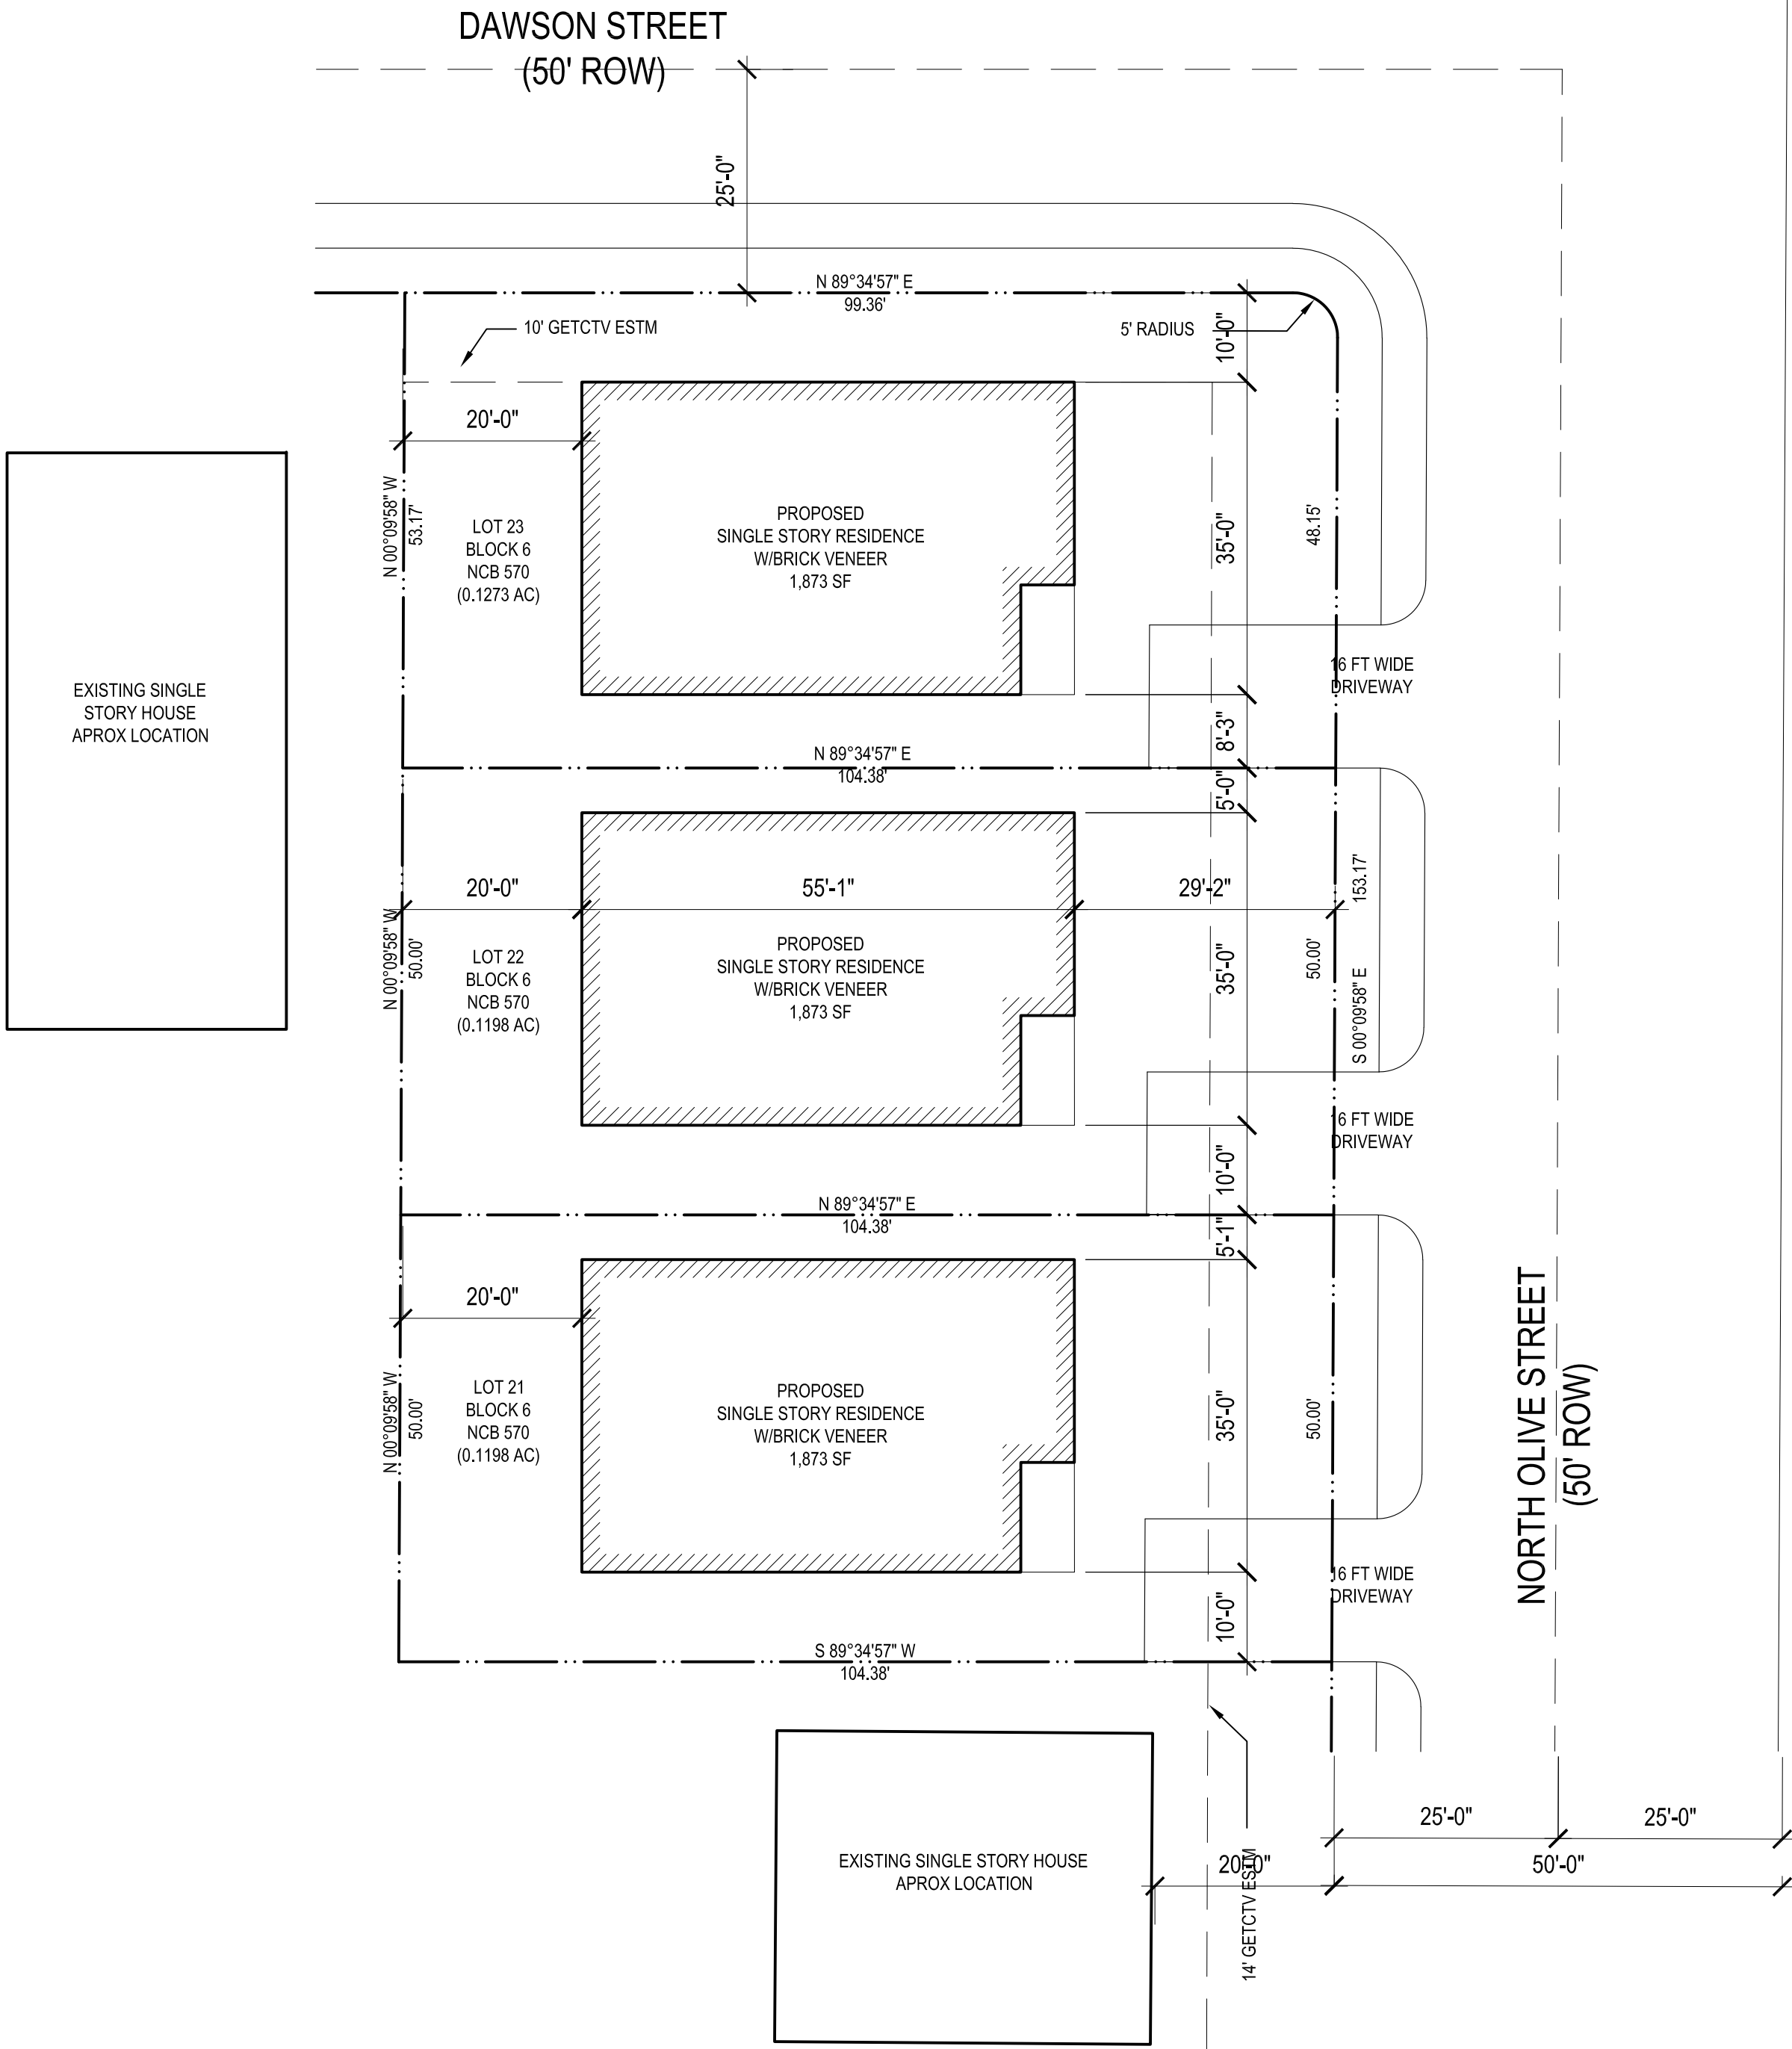 DAWSON STREET
(50' ROW)
25'-0"
N 89°34'57" E
99.36'
10' GETCTV ESTM
5' RADIUS
10'-0"
20'-0"
N 00°09'58" W
53.17'
LOT 23
BLOCK 6
NCB 570
(0.1273 AC)
PROPOSED
SINGLE STORY RESIDENCE
W/BRICK VENEER
1,873 SF
35'-0"
48.15'
EXISTING SINGLE
STORY HOUSE
APROX LOCATION
16 FT WIDE
DRIVEWAY
8'-3"
N 89°34'57" E
104.38'
5'-0"
20'-0"
55'-1"
29'-2"
153.17'
S 00°09'58" E
N 00°09'58" W
50.00'
LOT 22
BLOCK 6
NCB 570
(0.1198 AC)
PROPOSED
SINGLE STORY RESIDENCE
W/BRICK VENEER
1,873 SF
35'-0"
50.00'
16 FT WIDE
DRIVEWAY
10'-0"
N 89°34'57" E
104.38'
5'-1"
20'-0"
N 00°09'58" W
50.00'
LOT 21
BLOCK 6
NCB 570
(0.1198 AC)
PROPOSED
SINGLE STORY RESIDENCE
W/BRICK VENEER
1,873 SF
35'-0"
50.00'
NORTH OLIVE STREET
(50' ROW)
16 FT WIDE
DRIVEWAY
10'-0"
S 89°34'57" W
104.38'
25'-0"
25'-0"
EXISTING SINGLE STORY HOUSE
APROX LOCATION
20'-0"
50'-0"
14' GETCTV ESTM